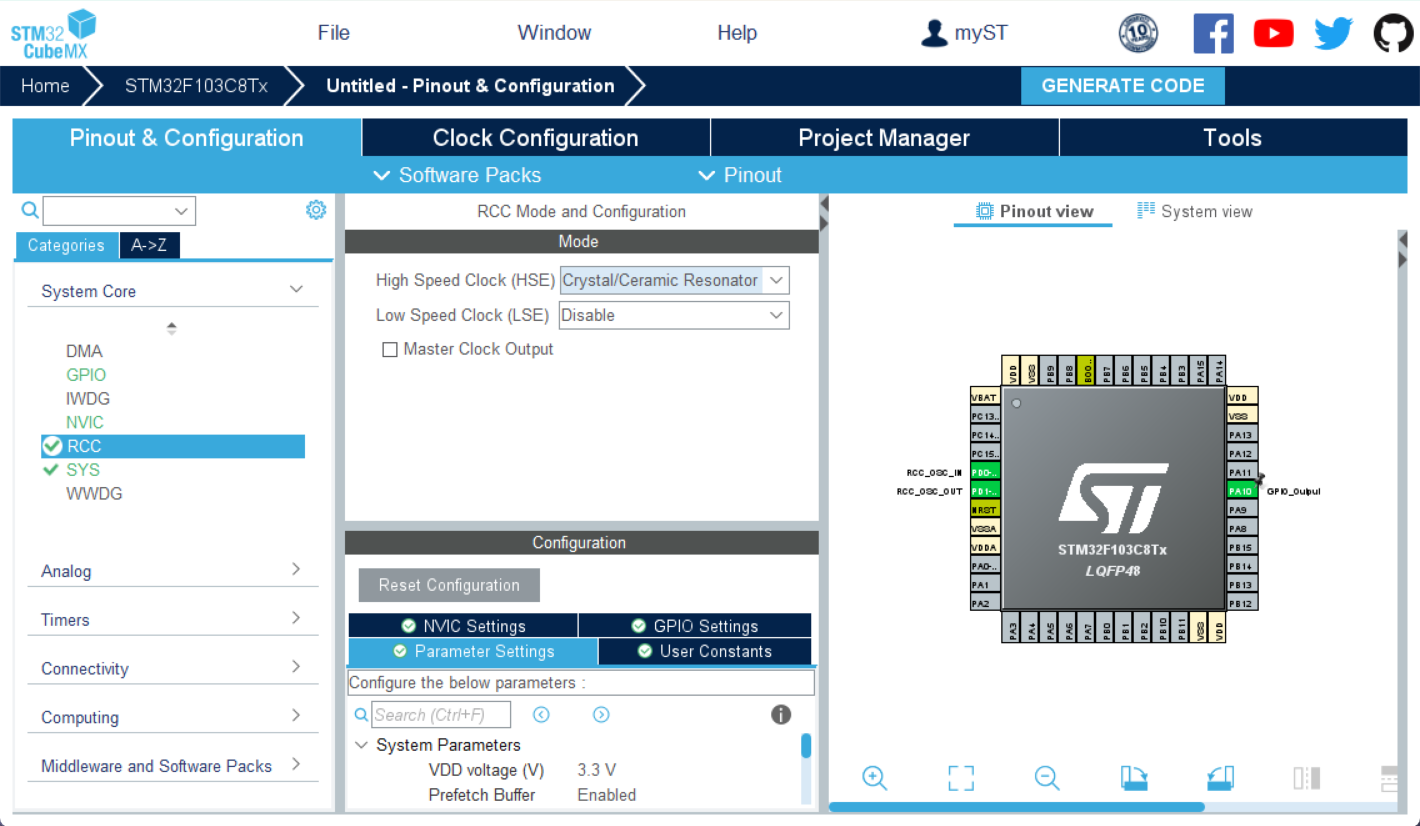 STM32 CubeMX
File Window Help myST
10
Home STM32F103C8Tx Untitled - Pinout & Configuration GENERATE CODE
Pinout & Configuration Clock Configuration Project Manager Tools
Software Packs Pinout
RCC Mode and Configuration
Pinout view System view
Categories A->Z
Mode
System Core
High Speed Clock (HSE) Crystal/Ceramic Resonator
Low Speed Clock (LSE) Disable
Master Clock Output
DMA
GPIO
IWDG
NVIC
RCC
SYS
WWDG
Analog
Timers
Connectivity
Computing
Middleware and Software Packs
Configuration
Reset Configuration
NVIC Settings GPIO Settings
Parameter Settings User Constants
Configure the below parameters :
Search (Ctrl+F)
System Parameters
VDD voltage (V) 3.3 V
Prefetch Buffer Enabled
VDD VSS PB9 PB8 BOO.. PB7 PB6 PB5 PB4 PB3 PA15 PA14
VBAT
PC13..
PC14..
PC15..
RCC_OSC_IN PD0-..
RCC_OSC_OUT PD1-..
NRST
VSSA
VDDA
PA0-..
PA1
PA2
STM32F103C8Tx
LQFP48
VDD
VSS
PA13
PA12
PA11
PA10 GPIO_Output
PA9
PA8
PB15
PB14
PB13
PB12
PA3 PA4 PA5 PA6 PA7 PB0 PB1 PB2 PB10 PB11 VSS VDD